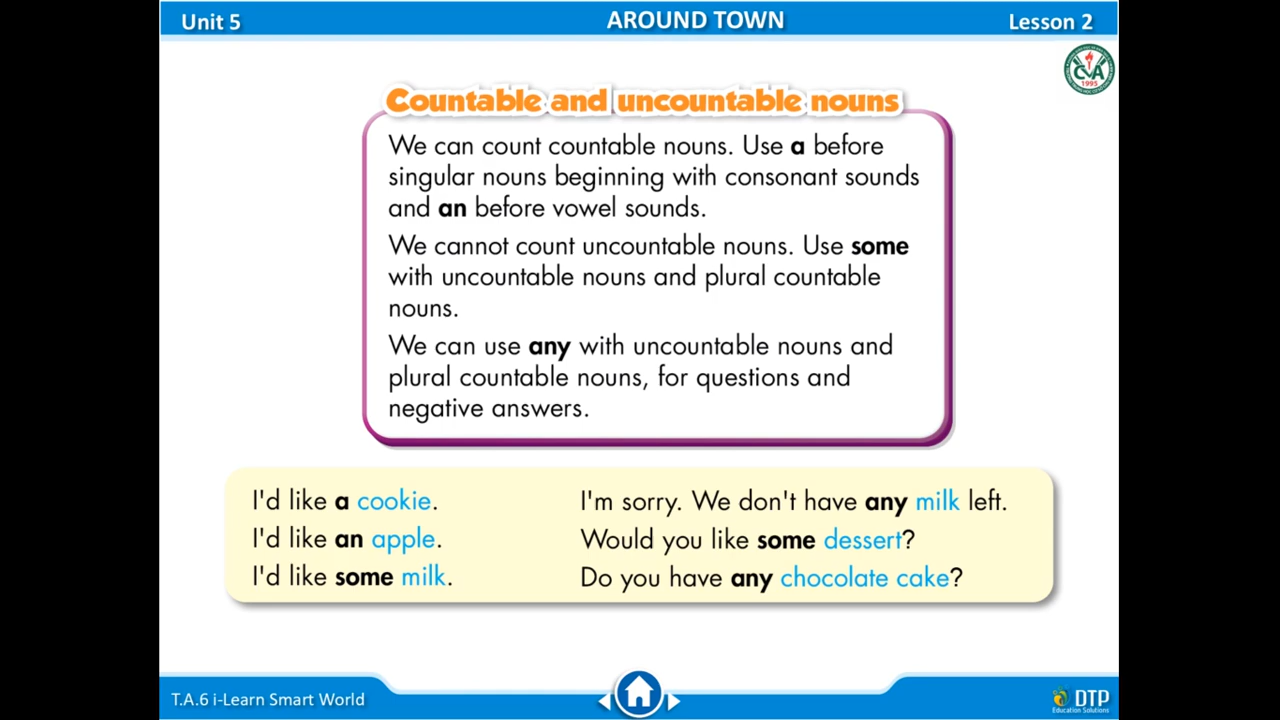 Unit 5
AROUND TOWN
Lesson 2
CVA
1995
Countable and uncountable nouns
We can count countable nouns. Use a before
singular nouns beginning with consonant sounds
and an before vowel sounds.
We cannot count uncountable nouns. Use some
with uncountable nouns and plural countable
nouns.
We can use any with uncountable nouns and
plural countable nouns, for questions and
negative answers.
I'd like a cookie.
I'd like an apple.
I'd like some milk.
I'm sorry. We don't have any milk left.
Would you like some dessert?
Do you have any chocolate cake?
T.A.6 i-Learn Smart World
DTP
Education Solutions